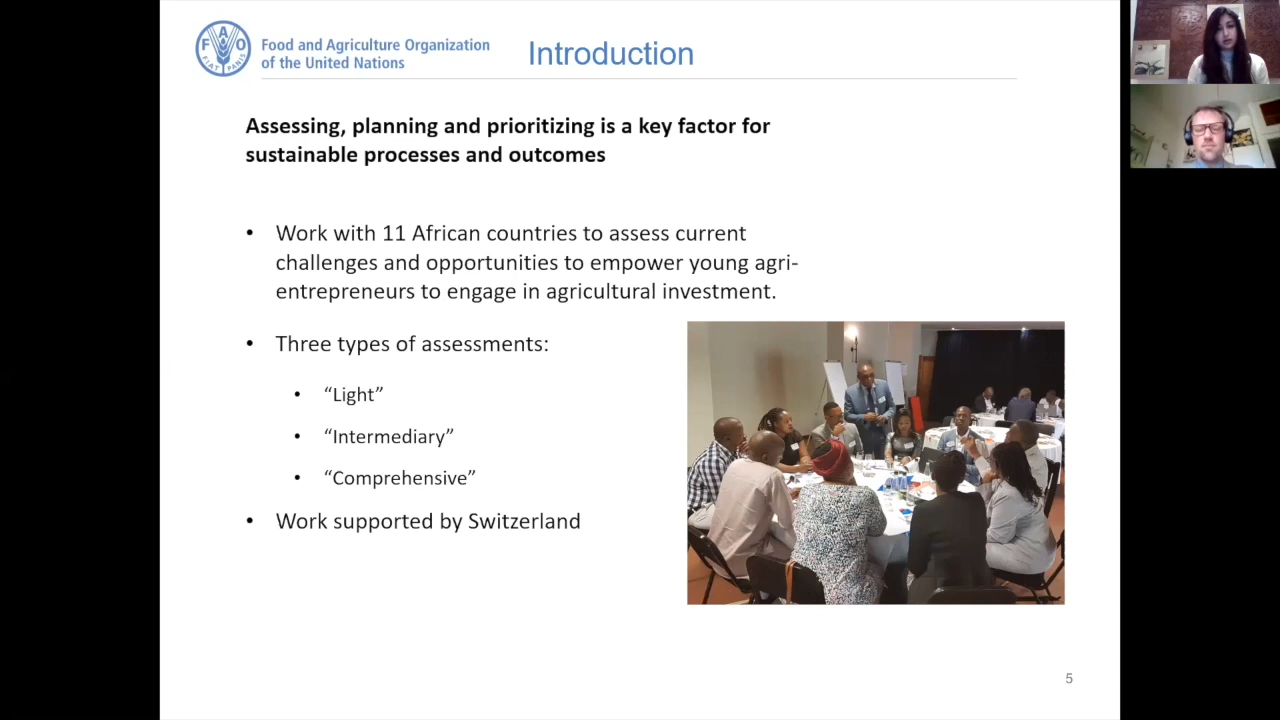 F A O
FIAT PANIS
Food and Agriculture Organization
of the United Nations
Introduction
Assessing, planning and prioritizing is a key factor for
sustainable processes and outcomes
• Work with 11 African countries to assess current
challenges and opportunities to empower young agri-
entrepreneurs to engage in agricultural investment.
• Three types of assessments:
• “Light”
• “Intermediary”
• “Comprehensive”
• Work supported by Switzerland
5